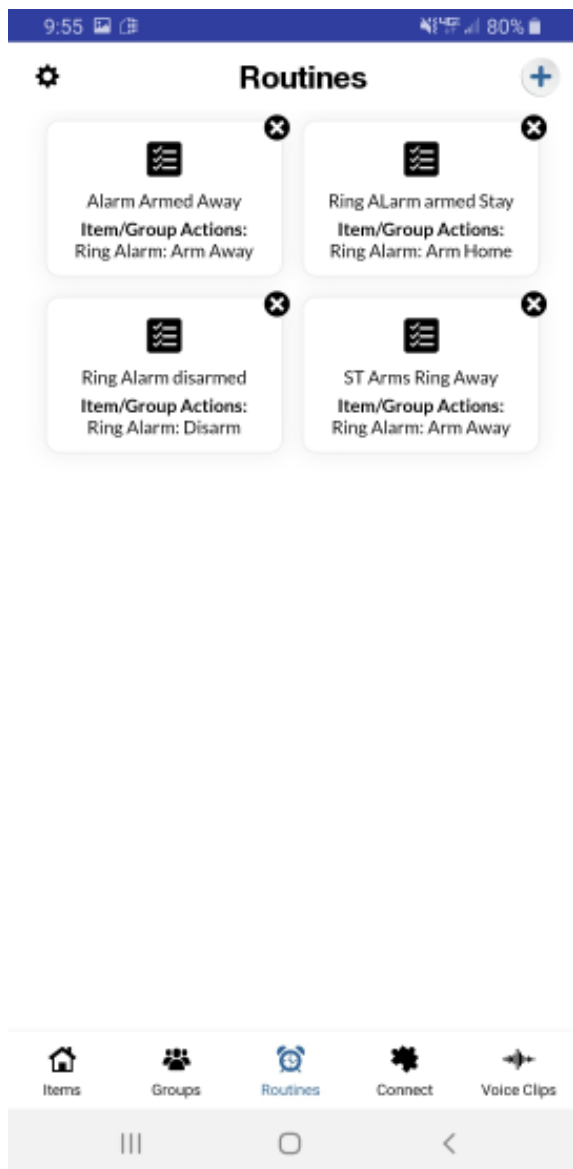 9:55
80%
Routines
Alarm Armed Away
Item/Group Actions:
Ring Alarm: Arm Away
Ring ALarm armed Stay
Item/Group Actions:
Ring Alarm: Arm Home
Ring Alarm disarmed
Item/Group Actions:
Ring Alarm: Disarm
ST Arms Ring Away
Item/Group Actions:
Ring Alarm: Arm Away
Items
Groups
Routines
Connect
Voice Clips